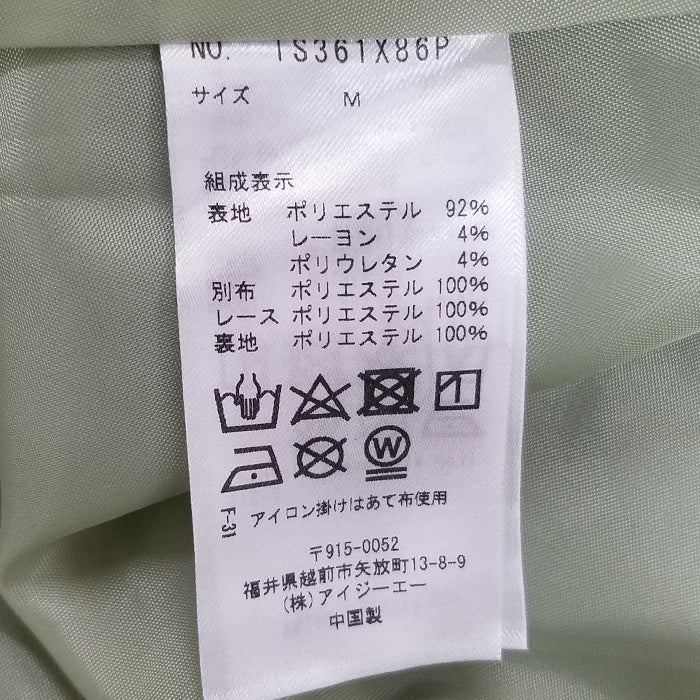 NO. TS361X86P
サイズ M
組成表示
表地 ポリエステル 92%
レーヨン 4%
ポリウレタン 4%
別布 ポリエステル 100%
レース ポリエステル 100%
裏地 ポリエステル 100%
W
F-31 アイロン掛けはあて布使用
〒915-0052
福井県越前市矢放町13-8-9
(株)アイジーエー
中国製